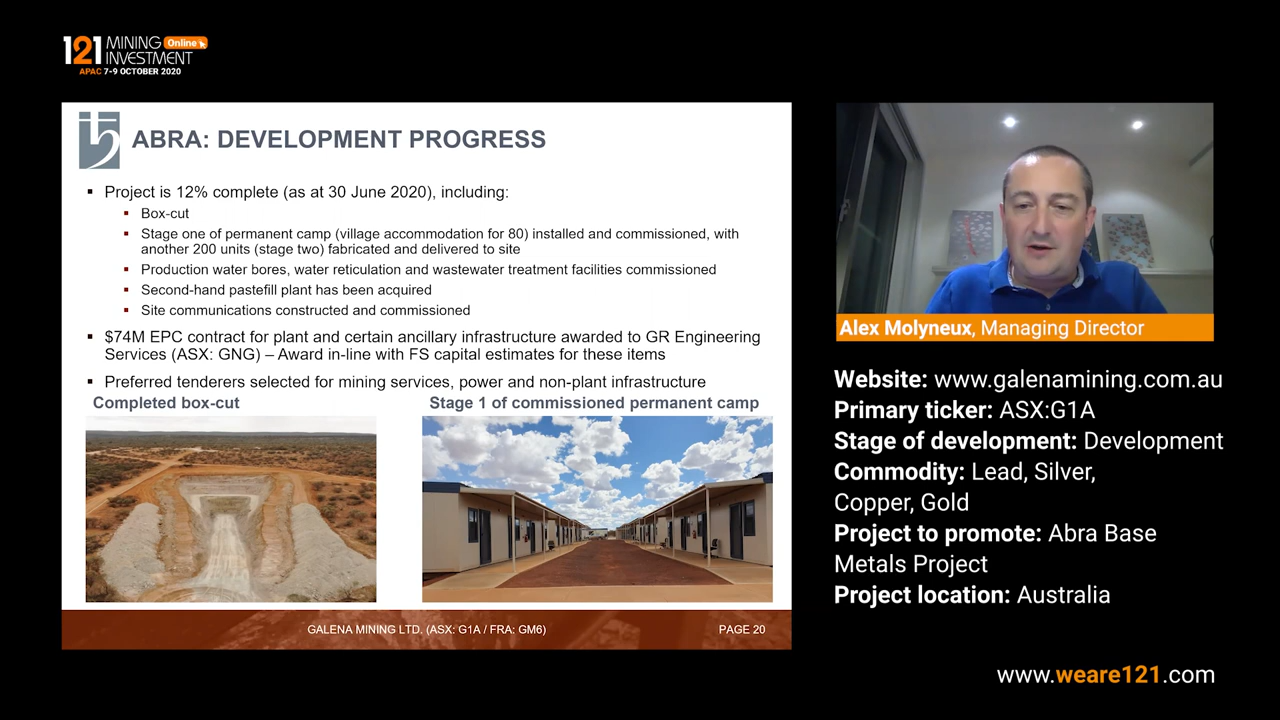 121 MINING INVESTMENT Online
APAC 7-9 OCTOBER 2020
ABRA: DEVELOPMENT PROGRESS
▪ Project is 12% complete (as at 30 June 2020), including:
▪ Box-cut
▪ Stage one of permanent camp (village accommodation for 80) installed and commissioned, with
another 200 units (stage two) fabricated and delivered to site
▪ Production water bores, water reticulation and wastewater treatment facilities commissioned
▪ Second-hand pastefill plant has been acquired
▪ Site communications constructed and commissioned
▪ $74M EPC contract for plant and certain ancillary infrastructure awarded to GR Engineering
Services (ASX: GNG) – Award in-line with FS capital estimates for these items
▪ Preferred tenderers selected for mining services, power and non-plant infrastructure
Completed box-cut
Stage 1 of commissioned permanent camp
GALENA MINING LTD. (ASX: G1A / FRA: GM6)
PAGE 20
Alex Molyneux, Managing Director
Website: www.galenamining.com.au
Primary ticker: ASX:G1A
Stage of development: Development
Commodity: Lead, Silver,
Copper, Gold
Project to promote: Abra Base
Metals Project
Project location: Australia
www.weare121.com